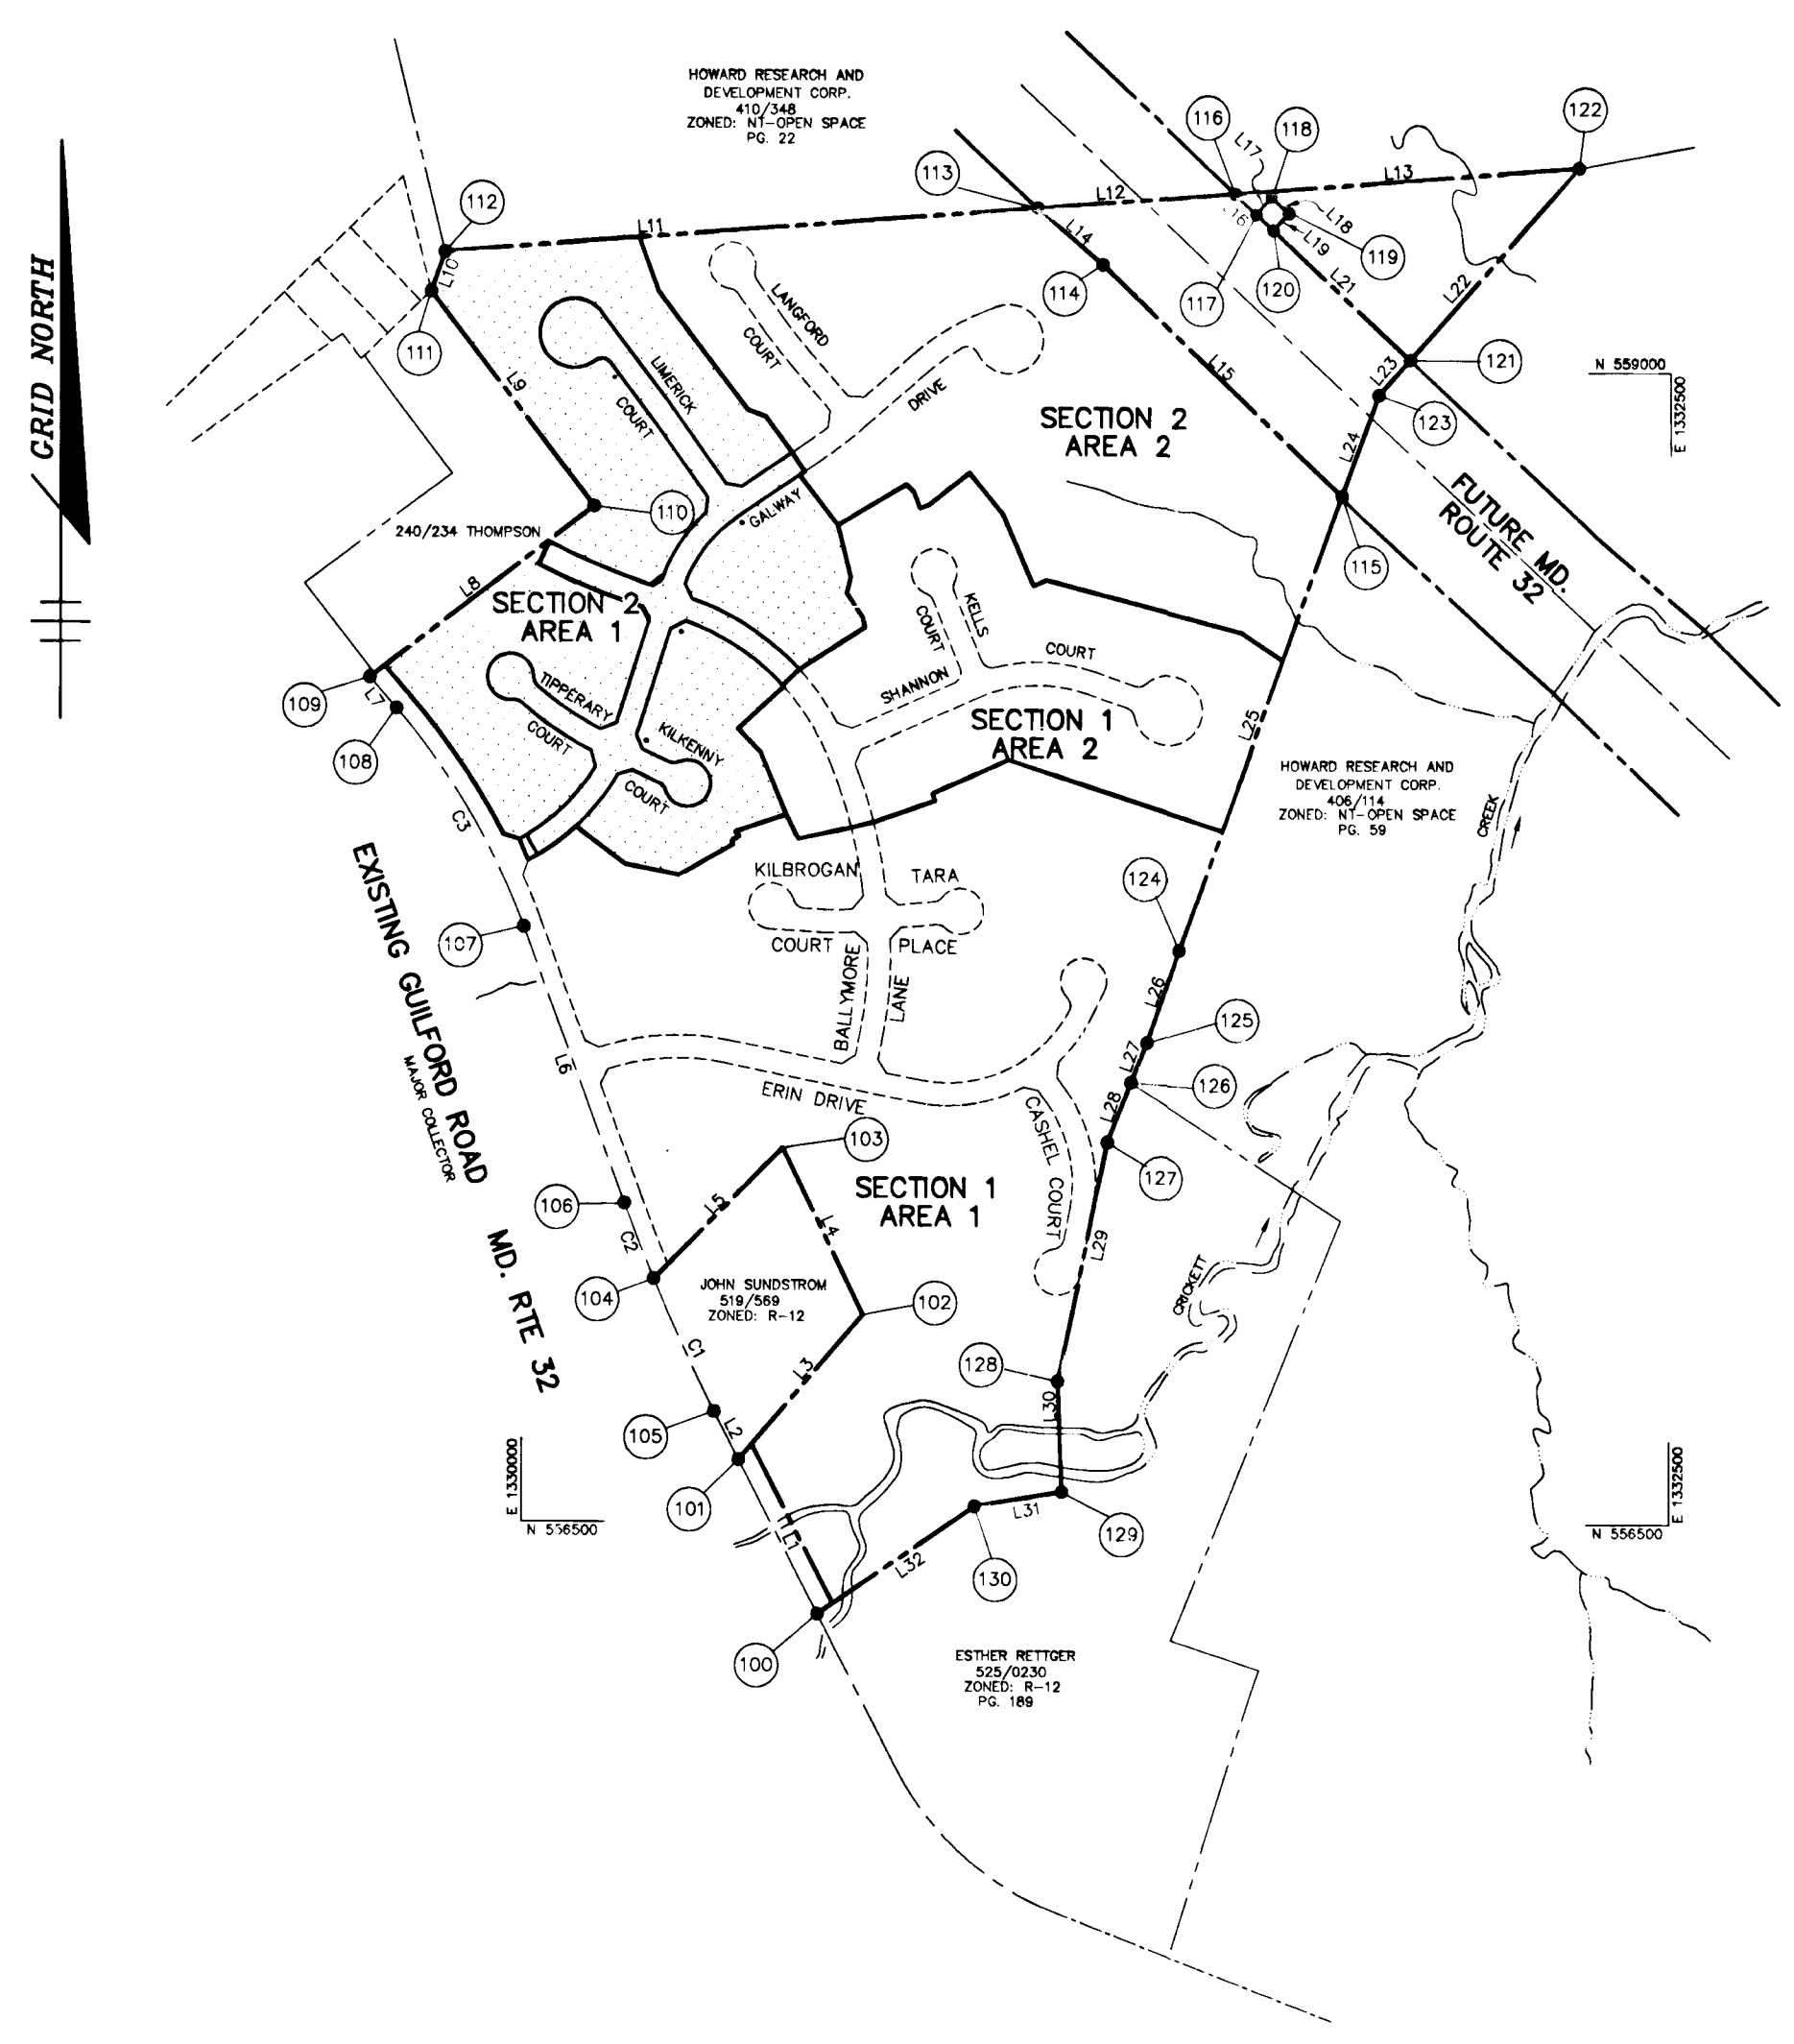 HOWARD RESEARCH AND
DEVELOPMENT CORP.
410/348
ZONED: NT-OPEN SPACE
PG. 22
122
116
118
L17
113
L12
L13
112
L11
L16
L18
L19
119
L10
L14
114
117
120
L21
L22
111
GRID NORTH
LANGFORD
COURT
LIMERICK
COURT
DRIVE
L9
L15
121
L23
123
N 559000
E 1332500
SECTION 2
AREA 2
L24
110
GALWAY
240/234 THOMPSON
FUTURE MD.
ROUTE 32
115
L8
SECTION 2
AREA 1
KELLS
COURT
COURT
SHANNON
109
L7
108
TIPPERARY
COURT
KILKENNY
COURT
SECTION 1
AREA 2
L25
HOWARD RESEARCH AND
DEVELOPMENT CORP.
406/114
ZONED: NT-OPEN SPACE
PG. 59
CREEK
C3
KILBROGAN
COURT
TARA
PLACE
124
107
EXISTING GUILFORD ROAD
MAJOR COLLECTOR
MD. RTE 32
BALLYMORE
LANE
L26
125
L27
126
L6
ERIN DRIVE
L28
103
CASHEL COURT
127
SECTION 1
AREA 1
106
L5
L4
C2
L29
104
JOHN SUNDSTROM
519/569
ZONED: R-12
102
CRICKETT
C1
L3
128
L30
105
L2
E 1330000
N 556500
101
L1
L31
129
L32
130
E 1332500
N 556500
100
ESTHER RETTGER
525/0230
ZONED: R-12
PG. 189